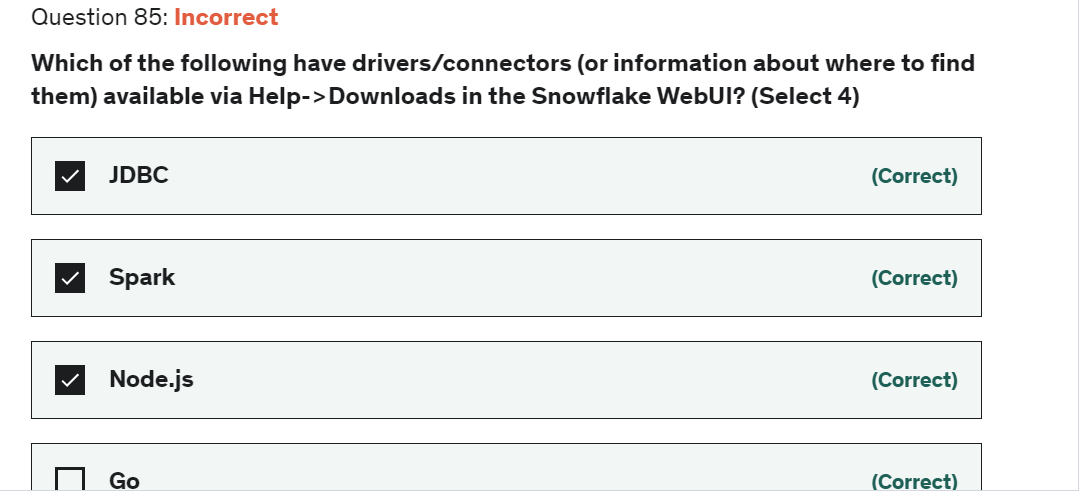 Question 85: Incorrect
Which of the following have drivers/connectors (or information about where to find
them) available via Help->Downloads in the Snowflake WebUI? (Select 4)
JDBC (Correct)
Spark (Correct)
Node.js (Correct)
Go (Correct)